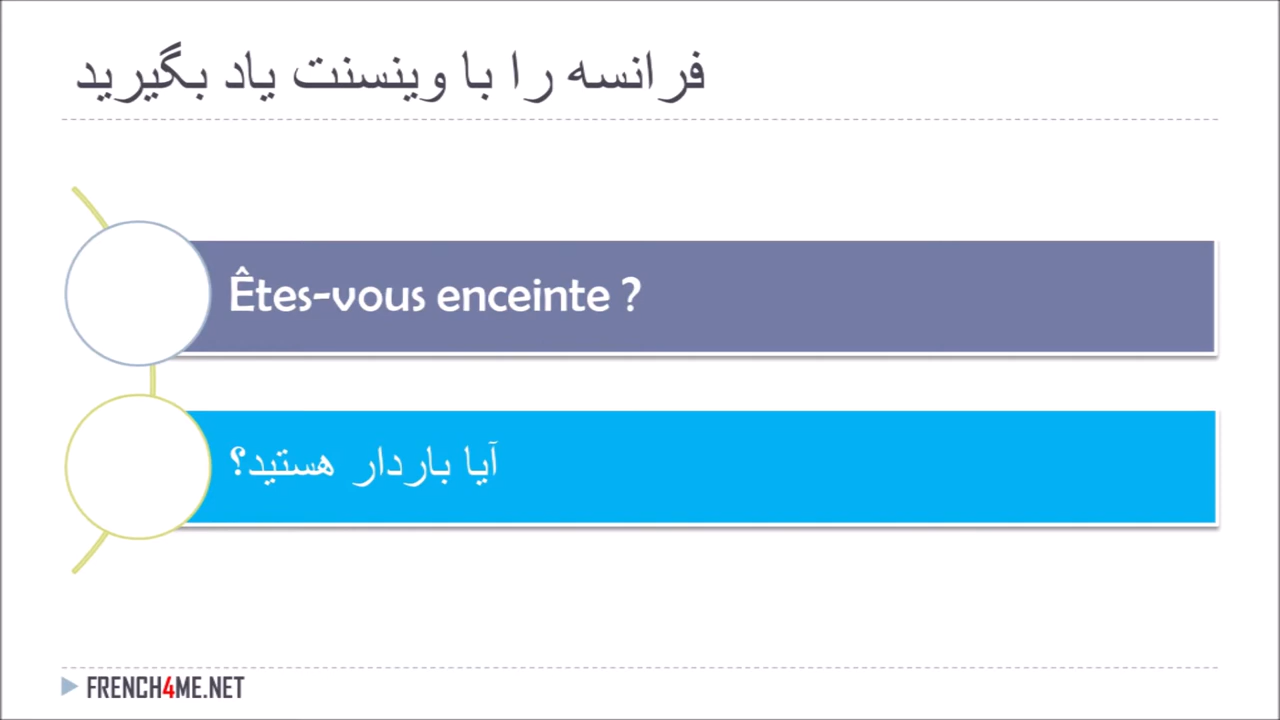 فرانسه را با وینسنت یاد بگیرید
Êtes-vous enceinte ?
آیا باردار هستید؟
FRENCH4ME.NET